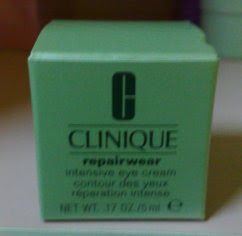 C
CLINIQUE
repairwear
intensive eye cream
contour des yeux
réparation intense
NET WT. .17 OZ/5 ml ℮